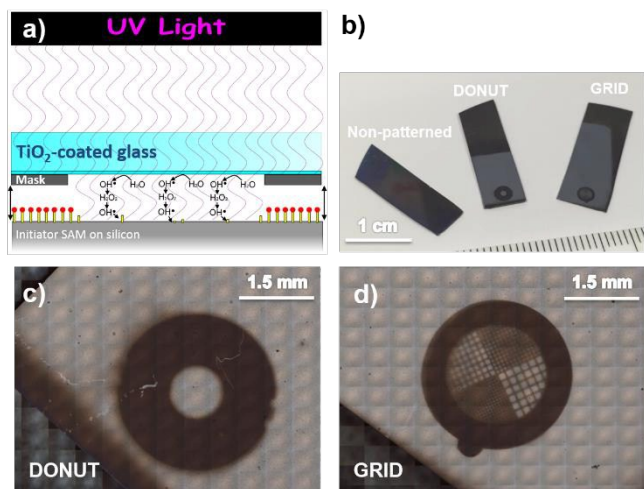 a)
UV Light
TiO₂-coated glass
Mask
OH• H₂O OH• H₂O OH• H₂O
H₂O₂ H₂O₂ H₂O₂
OH• OH• OH•
Initiator SAM on silicon
b)
DONUT
GRID
Non-patterned
1 cm
c)
1.5 mm
DONUT
d)
1.5 mm
GRID